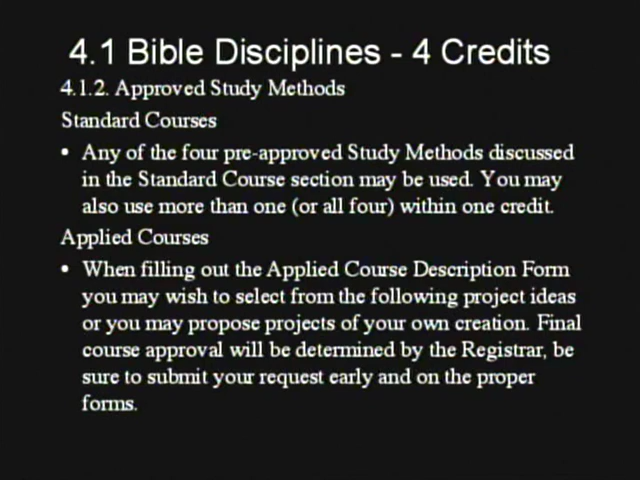 4.1 Bible Disciplines - 4 Credits
4.1.2. Approved Study Methods
Standard Courses
• Any of the four pre-approved Study Methods discussed
in the Standard Course section may be used. You may
also use more than one (or all four) within one credit.
Applied Courses
• When filling out the Applied Course Description Form
you may wish to select from the following project ideas
or you may propose projects of your own creation. Final
course approval will be determined by the Registrar, be
sure to submit your request early and on the proper
forms.